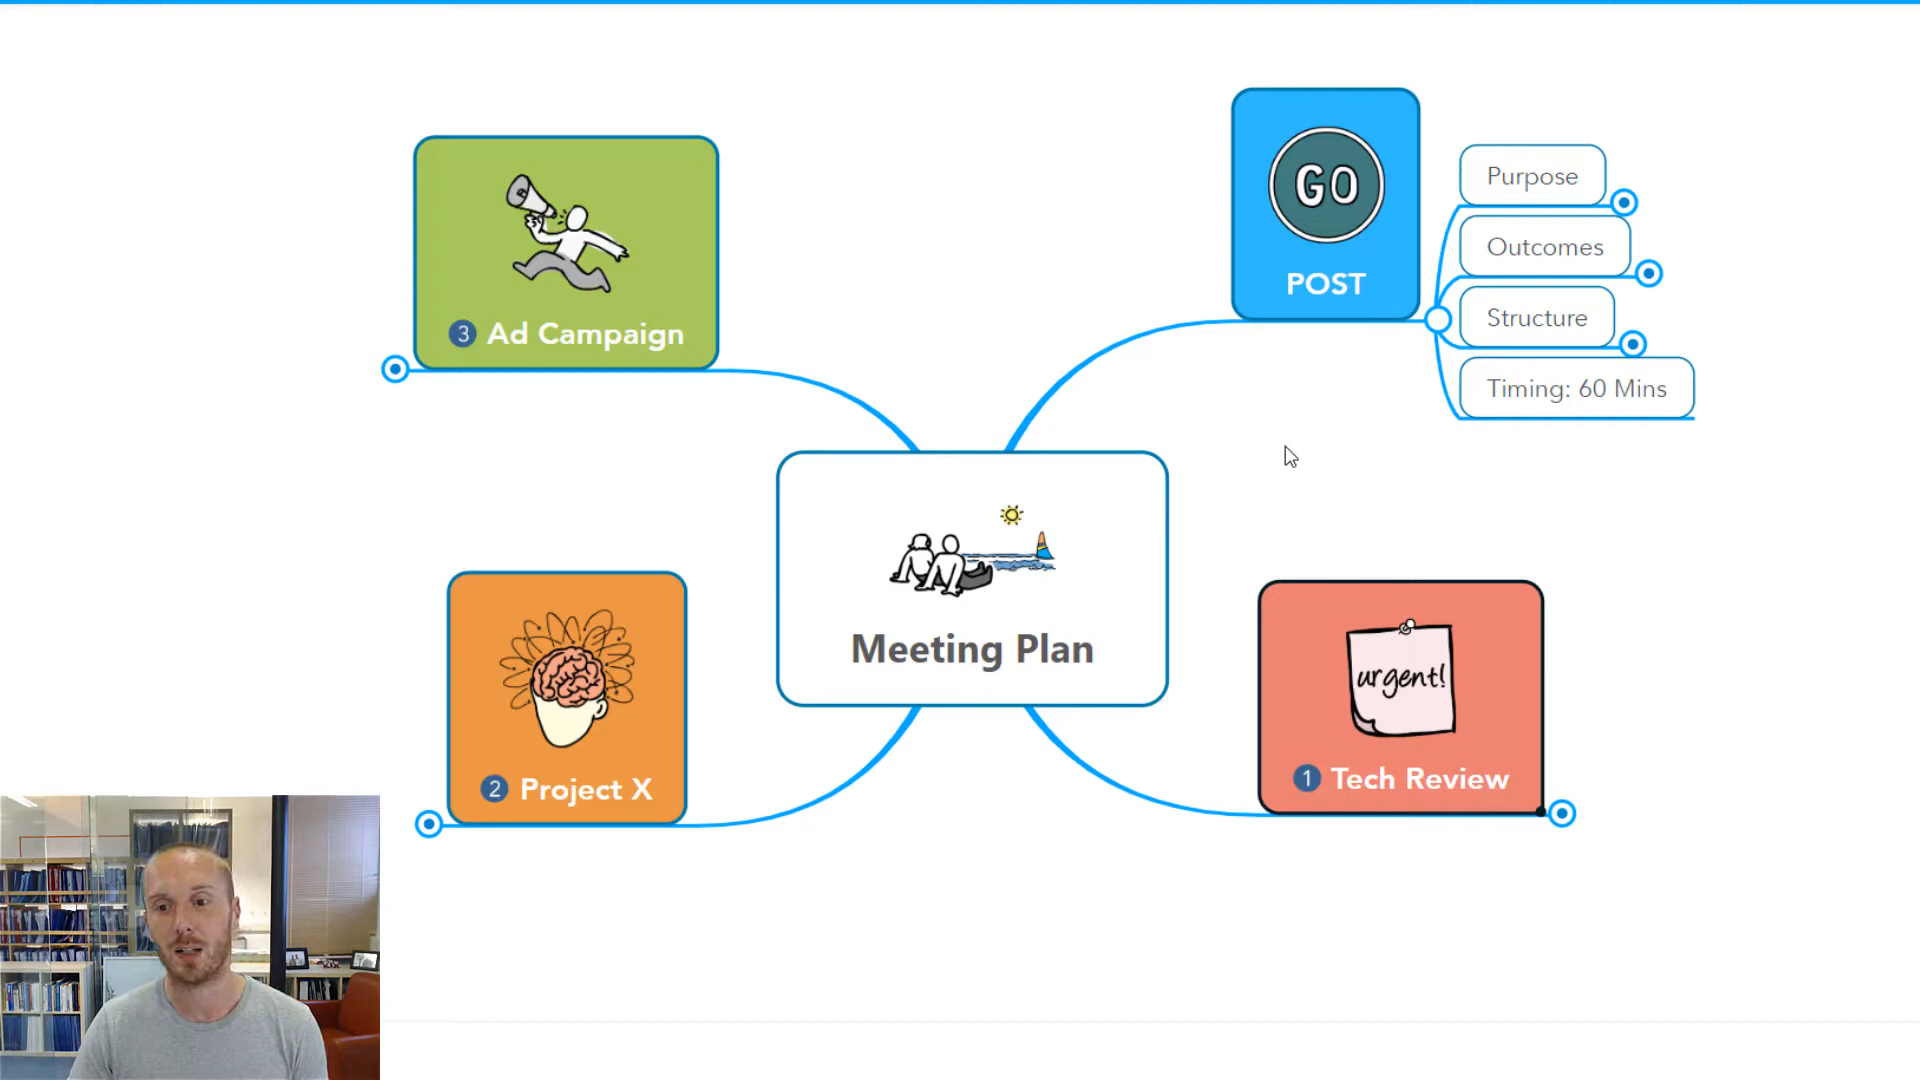 GO
POST
Purpose
Outcomes
Structure
Timing: 60 Mins
3 Ad Campaign
Meeting Plan
urgent!
1 Tech Review
2 Project X